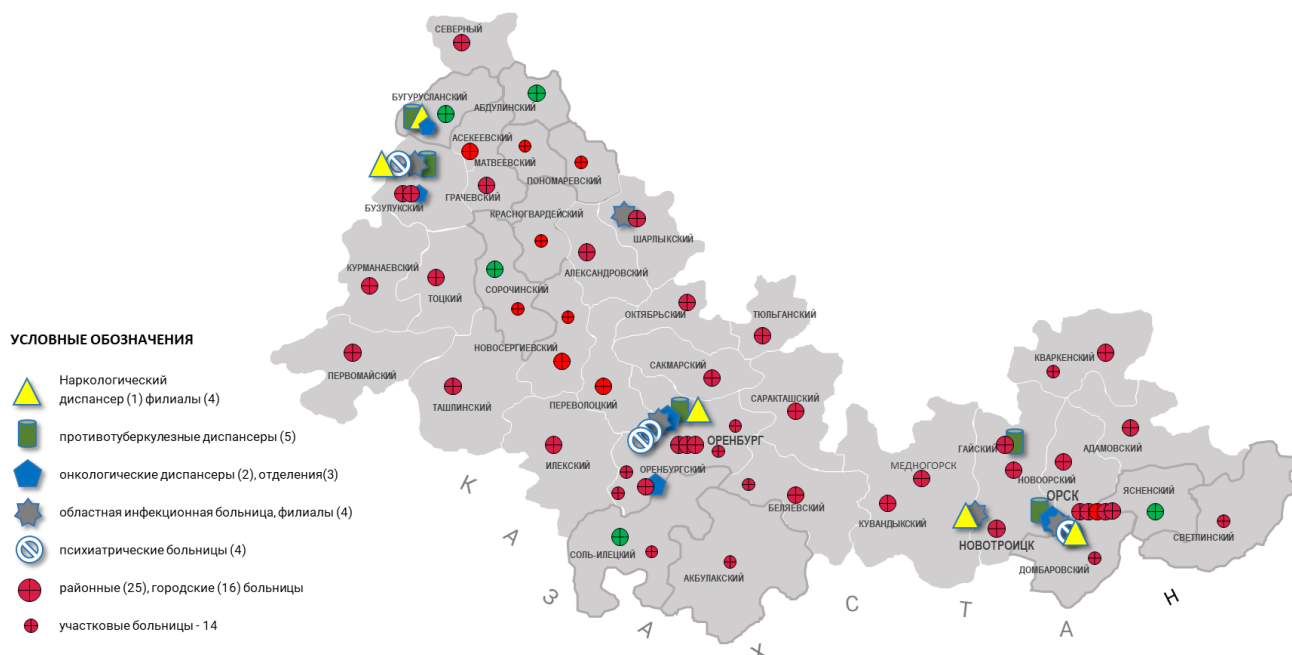 СЕВЕРНЫЙ
БУГУРУСЛАНСКИЙ
АБДУЛИНСКИЙ
АСЕКЕЕВСКИЙ
МАТВЕЕВСКИЙ
ПОНОМАРЕВСКИЙ
ГРАЧЕВСКИЙ
БУЗУЛУКСКИЙ
КРАСНОГВАРДЕЙСКИЙ
ШАРЛЫКСКИЙ
КУРМАНАЕВСКИЙ
АЛЕКСАНДРОВСКИЙ
СОРОЧИНСКИЙ
ТОЦКИЙ
ОКТЯБРЬСКИЙ
ТЮЛЬГАНСКИЙ
УСЛОВНЫЕ ОБОЗНАЧЕНИЯ
НОВОСЕРГИЕВСКИЙ
КВАРКЕНСКИЙ
САКМАРСКИЙ
ПЕРВОМАЙСКИЙ
Наркологический
диспансер (1) филиалы (4)
САРАКТАШСКИЙ
ТАШЛИНСКИЙ
ПЕРЕВОЛОЦКИЙ
противотуберкулезные диспансеры (5)
ОРЕНБУРГ
ГАЙСКИЙ
АДАМОВСКИЙ
ИЛЕКСКИЙ
МЕДНОГОРСК
ОРЕНБУРГСКИЙ
онкологические диспансеры (2), отделения(3)
НОВООРСКИЙ
К
ЯСНЕНСКИЙ
ОРСК
БЕЛЯЕВСКИЙ
областная инфекционная больница, филиалы (4)
КУВАНДЫКСКИЙ
А
СВЕТЛИНСКИЙ
НОВОТРОИЦК
психиатрические больницы (4)
СОЛЬ-ИЛЕЦКИЙ
ДОМБАРОВСКИЙ
АКБУЛАКСКИЙ
районные (25), городские (16) больницы
З
С
Т
Н
участковые больницы - 14
А
А
Х